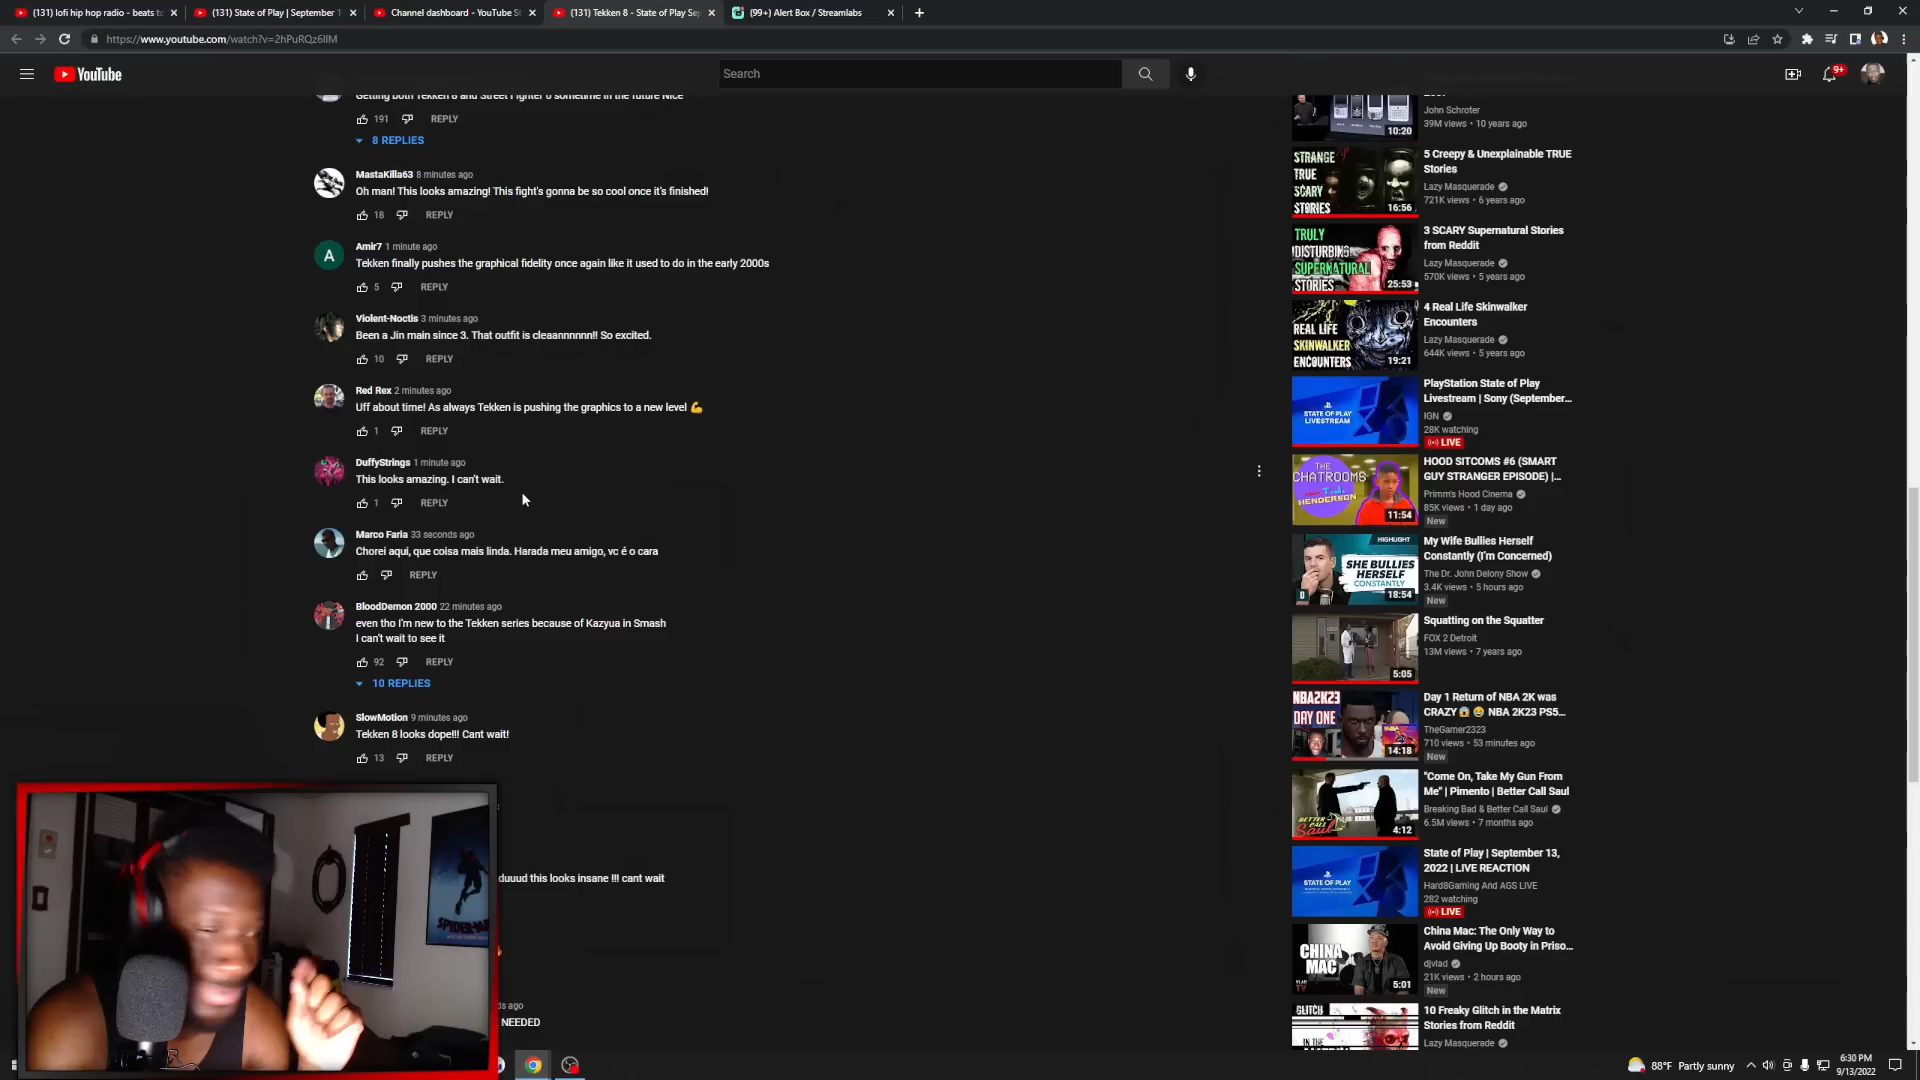 (131) lofi hip hop radio - beats to
(131) State of Play | September 1
Channel dashboard - YouTube St
(131) Tekken 8 - State of Play Sep
(99+) Alert Box / Streamlabs
https://www.youtube.com/watch?v=2hPuRQz6IlM
YouTube
Search
9+
Getting both Tekken 8 and Street Fighter 6 sometime in the future Nice
191 REPLY
8 REPLIES
MastaKilla63 8 minutes ago
Oh man! This looks amazing! This fight's gonna be so cool once it's finished!
18 REPLY
A
Amir7 1 minute ago
Tekken finally pushes the graphical fidelity once again like it used to do in the early 2000s
5 REPLY
Violent-Noctis 3 minutes ago
Been a Jin main since 3. That outfit is cleaannnnnn!! So excited.
10 REPLY
Red Rex 2 minutes ago
Uff about time! As always Tekken is pushing the graphics to a new level 💪
1 REPLY
DuffyStrings 1 minute ago
This looks amazing. I can't wait.
1 REPLY
Marco Faria 33 seconds ago
Chorei aqui, que coisa mais linda. Harada meu amigo, vc é o cara
REPLY
BloodDemon 2000 22 minutes ago
even tho I'm new to the Tekken series because of Kazyua in Smash
I can't wait to see it
92 REPLY
10 REPLIES
SlowMotion 9 minutes ago
Tekken 8 looks dope!!! Cant wait!
13 REPLY
duuud this looks insane !!! cant wait
ds ago
NEEDED
John Schroter
39M views • 10 years ago
10:20
STRANGE
TRUE
SCARY
STORIES
16:56
5 Creepy & Unexplainable TRUE
Stories
Lazy Masquerade
721K views • 6 years ago
TRULY
DISTURBING
SUPERNATURAL
STORIES
25:53
3 SCARY Supernatural Stories
from Reddit
Lazy Masquerade
570K views • 5 years ago
REAL LIFE
SKINWALKER
ENCOUNTERS
19:21
4 Real Life Skinwalker
Encounters
Lazy Masquerade
644K views • 5 years ago
STATE OF PLAY
LIVESTREAM
PlayStation State of Play
Livestream | Sony (September...
IGN
28K watching
LIVE
THE
CHATROOMS
HENDERSON
11:54
HOOD SITCOMS #6 (SMART
GUY STRANGER EPISODE) |...
Primm's Hood Cinema
85K views • 1 day ago
New
HIGHLIGHT
SHE BULLIES
HERSELF
CONSTANTLY
D
18:54
My Wife Bullies Herself
Constantly (I'm Concerned)
The Dr. John Delony Show
3.4K views • 5 hours ago
New
5:05
Squatting on the Squatter
FOX 2 Detroit
13M views • 7 years ago
NBA2K23
DAY ONE
14:18
Day 1 Return of NBA 2K was
CRAZY😱 😂 NBA 2K23 PS5...
TheGamer2323
710 views • 53 minutes ago
New
BETTER
CALL
Saul
4:12
"Come On, Take My Gun From
Me" | Pimento | Better Call Saul
Breaking Bad & Better Call Saul
6.5M views • 7 months ago
STATE OF PLAY
State of Play | September 13,
2022 | LIVE REACTION
Hard8Gaming And AGS LIVE
282 watching
LIVE
CHINA
MAC
TV
5:01
China Mac: The Only Way to
Avoid Giving Up Booty in Priso...
djvlad
21K views • 2 hours ago
New
GLITCH
IN THE
10 Freaky Glitch in the Matrix
Stories from Reddit
Lazy Masquerade
SPIDER-MAN
88°F Partly sunny
6:30 PM
9/13/2022